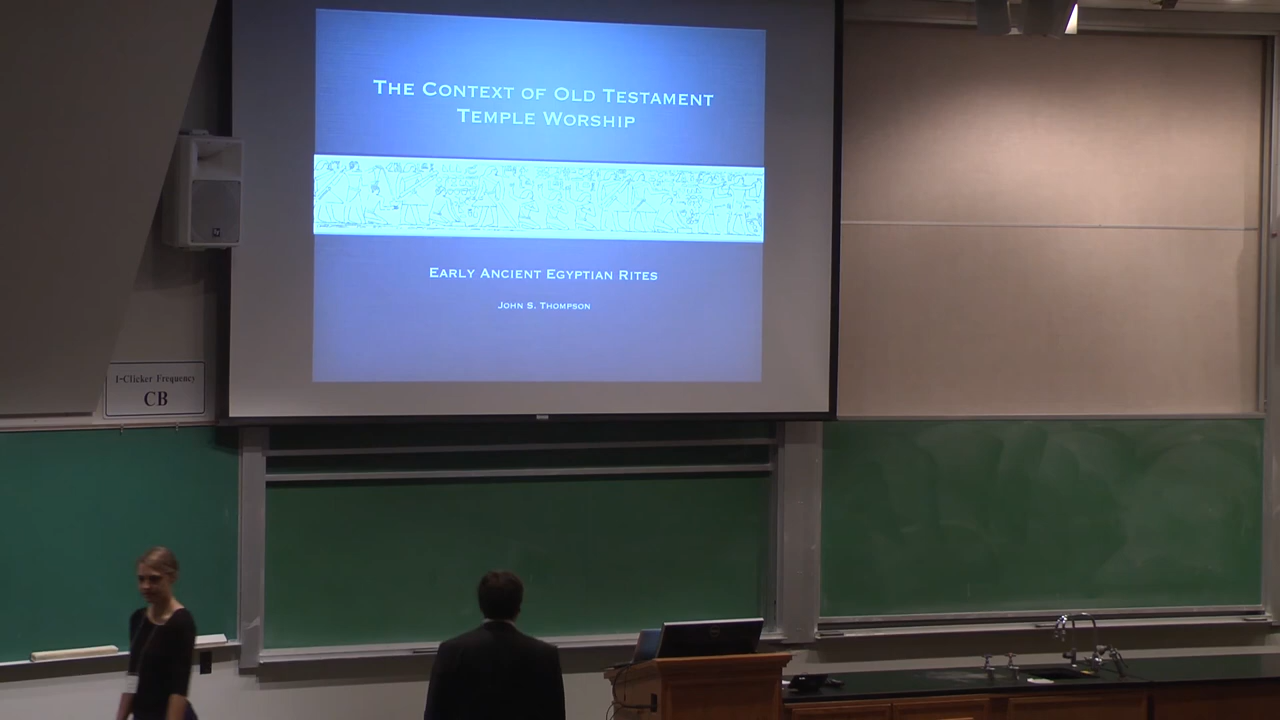 The Context of Old Testament
Temple Worship
Early Ancient Egyptian Rites
John S. Thompson
I-Clicker Frequency
CB